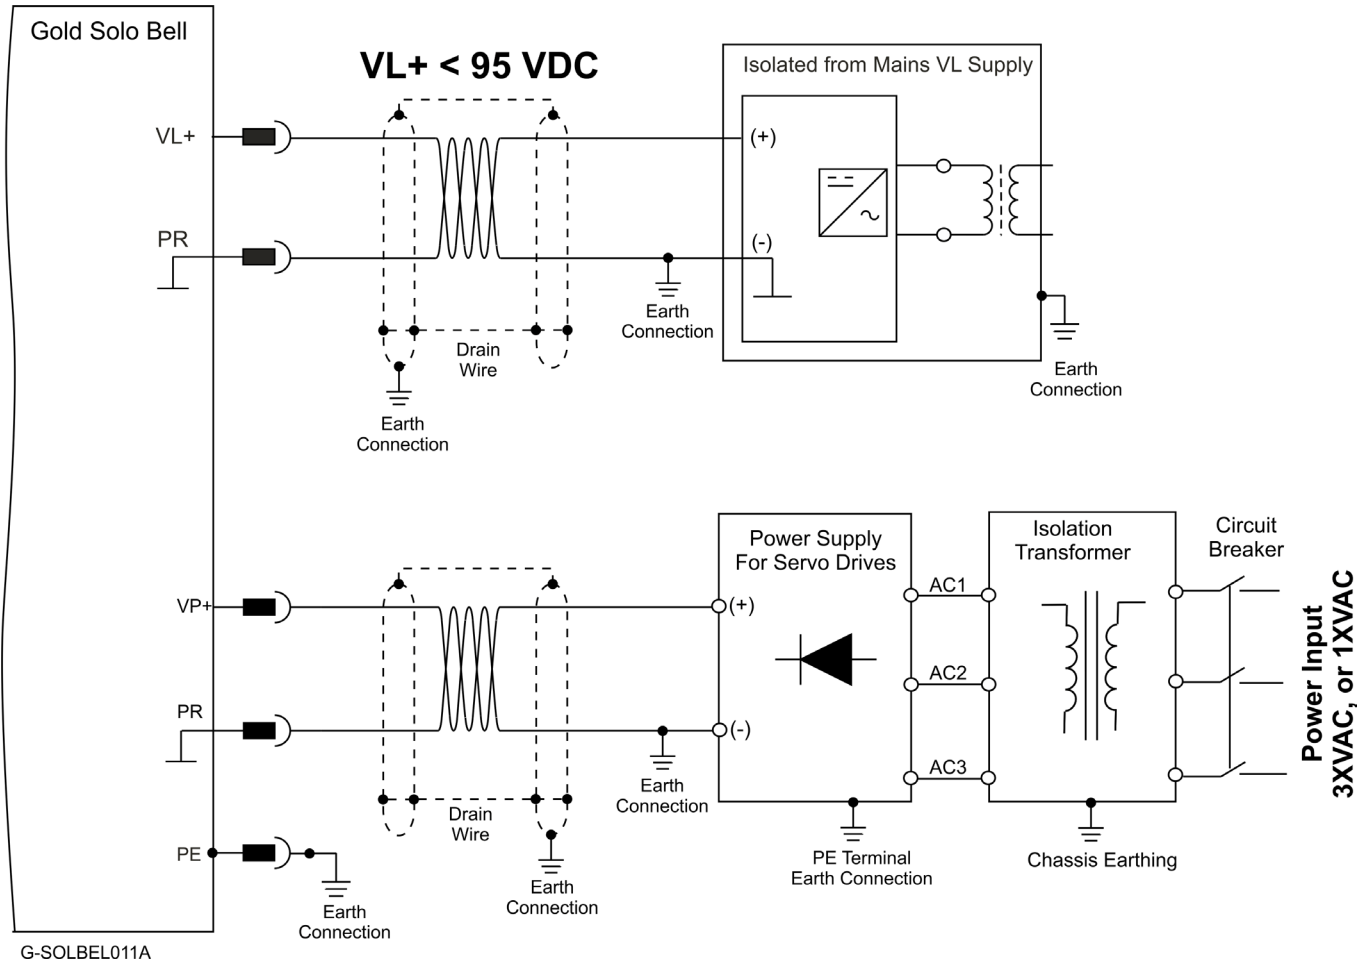 Gold Solo Bell
VL+ < 95 VDC
Isolated from Mains VL Supply
VL+
(+)
PR
(-)
Earth
Connection
Drain
Wire
Earth
Connection
Earth
Connection
Power Supply
For Servo Drives
Isolation
Transformer
Circuit
Breaker
VP+
(+)
AC1
AC2
AC3
PR
(-)
Earth
Connection
Drain
Wire
Power Input
3XVAC, or 1XVAC
PE
PE Terminal
Earth Connection
Chassis Earthing
Earth
Connection
Earth
Connection
G-SOLBEL011A